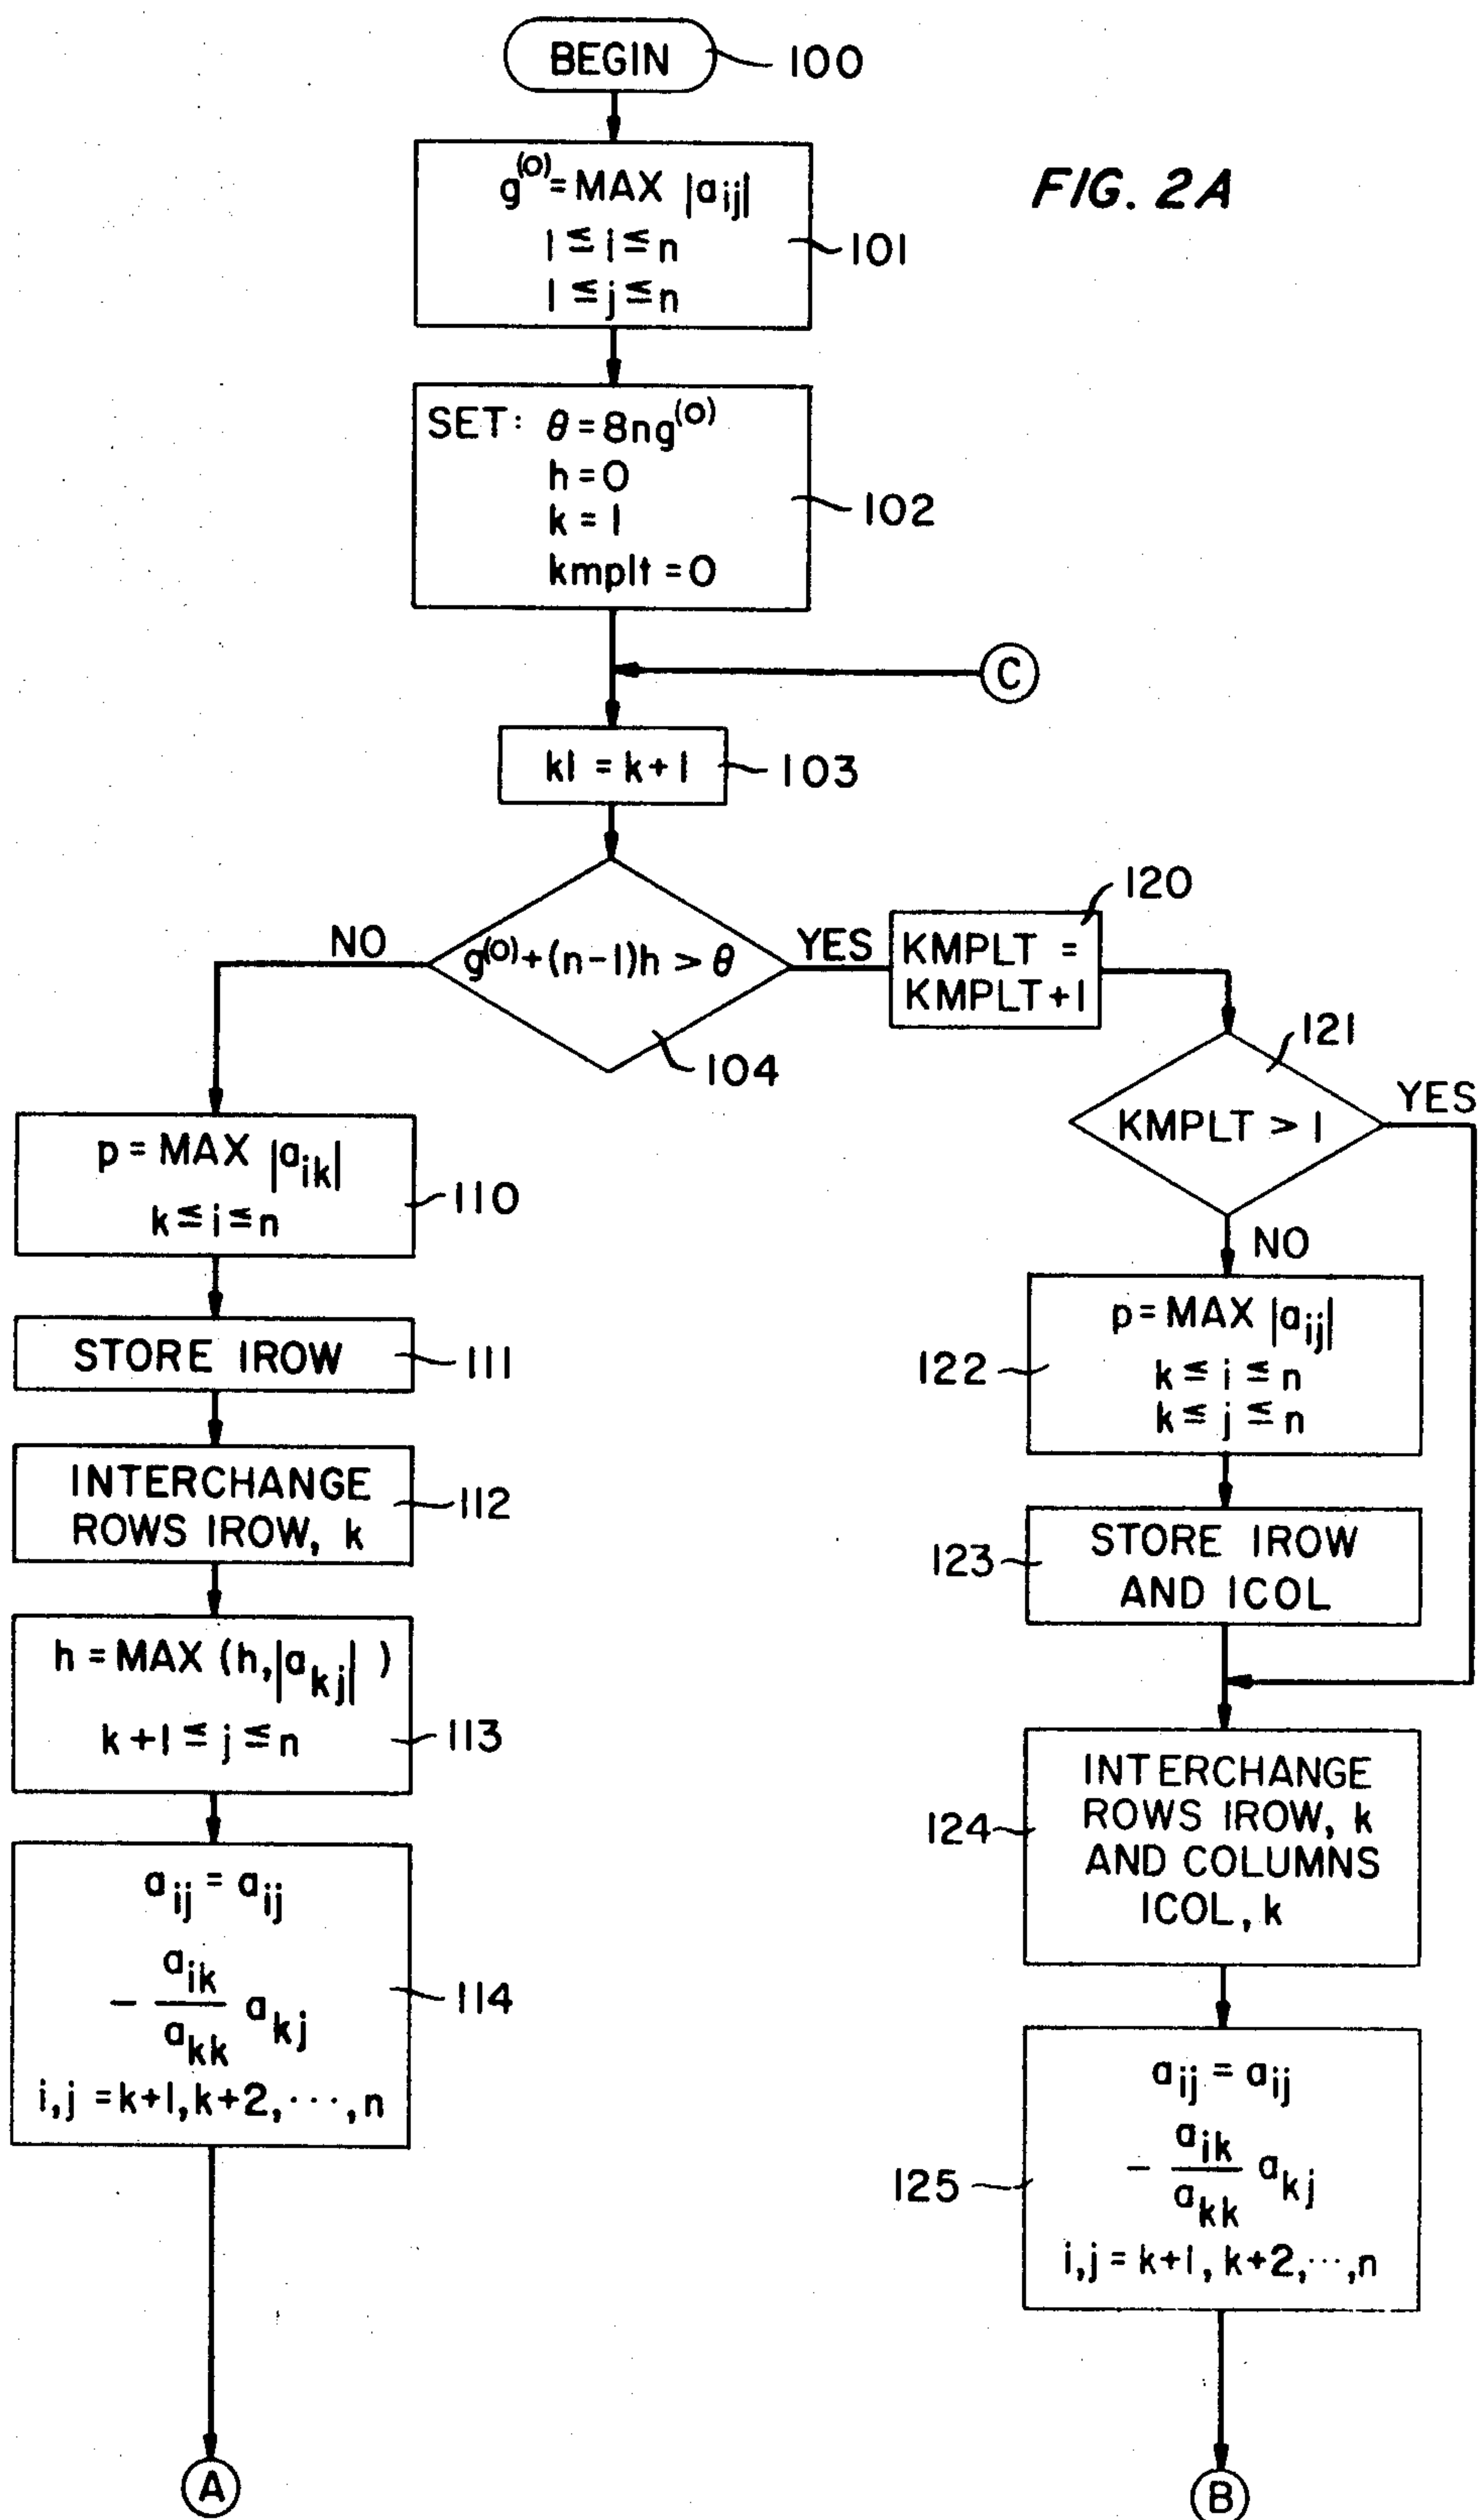 BEGIN
100
FIG. 2A
g^(0) = MAX |a_ij|
1 ≦ i ≦ n
1 ≦ j ≦ n
101
SET: θ = 8ng^(0)
h = 0
k = 1
kmplt = 0
102
C
k1 = k+1
103
g^(0)+(n-1)h > θ
104
NO
YES
120
KMPLT =
KMPLT+1
121
KMPLT > 1
YES
NO
p = MAX |a_ik|
k ≦ i ≦ n
110
STORE IROW
111
INTERCHANGE
ROWS IROW, k
112
h = MAX (h,|a_kj| )
k+1 ≦ j ≦ n
113
a_ij = a_ij
- a_ik/a_kk a_kj
i,j = k+1,k+2,···,n
114
A
p = MAX |a_ij|
k ≦ i ≦ n
k ≦ j ≦ n
122
STORE IROW
AND ICOL
123
INTERCHANGE
ROWS IROW, k
AND COLUMNS
ICOL, k
124
a_ij = a_ij
- a_ik/a_kk a_kj
i,j = k+1, k+2,···,n
125
B